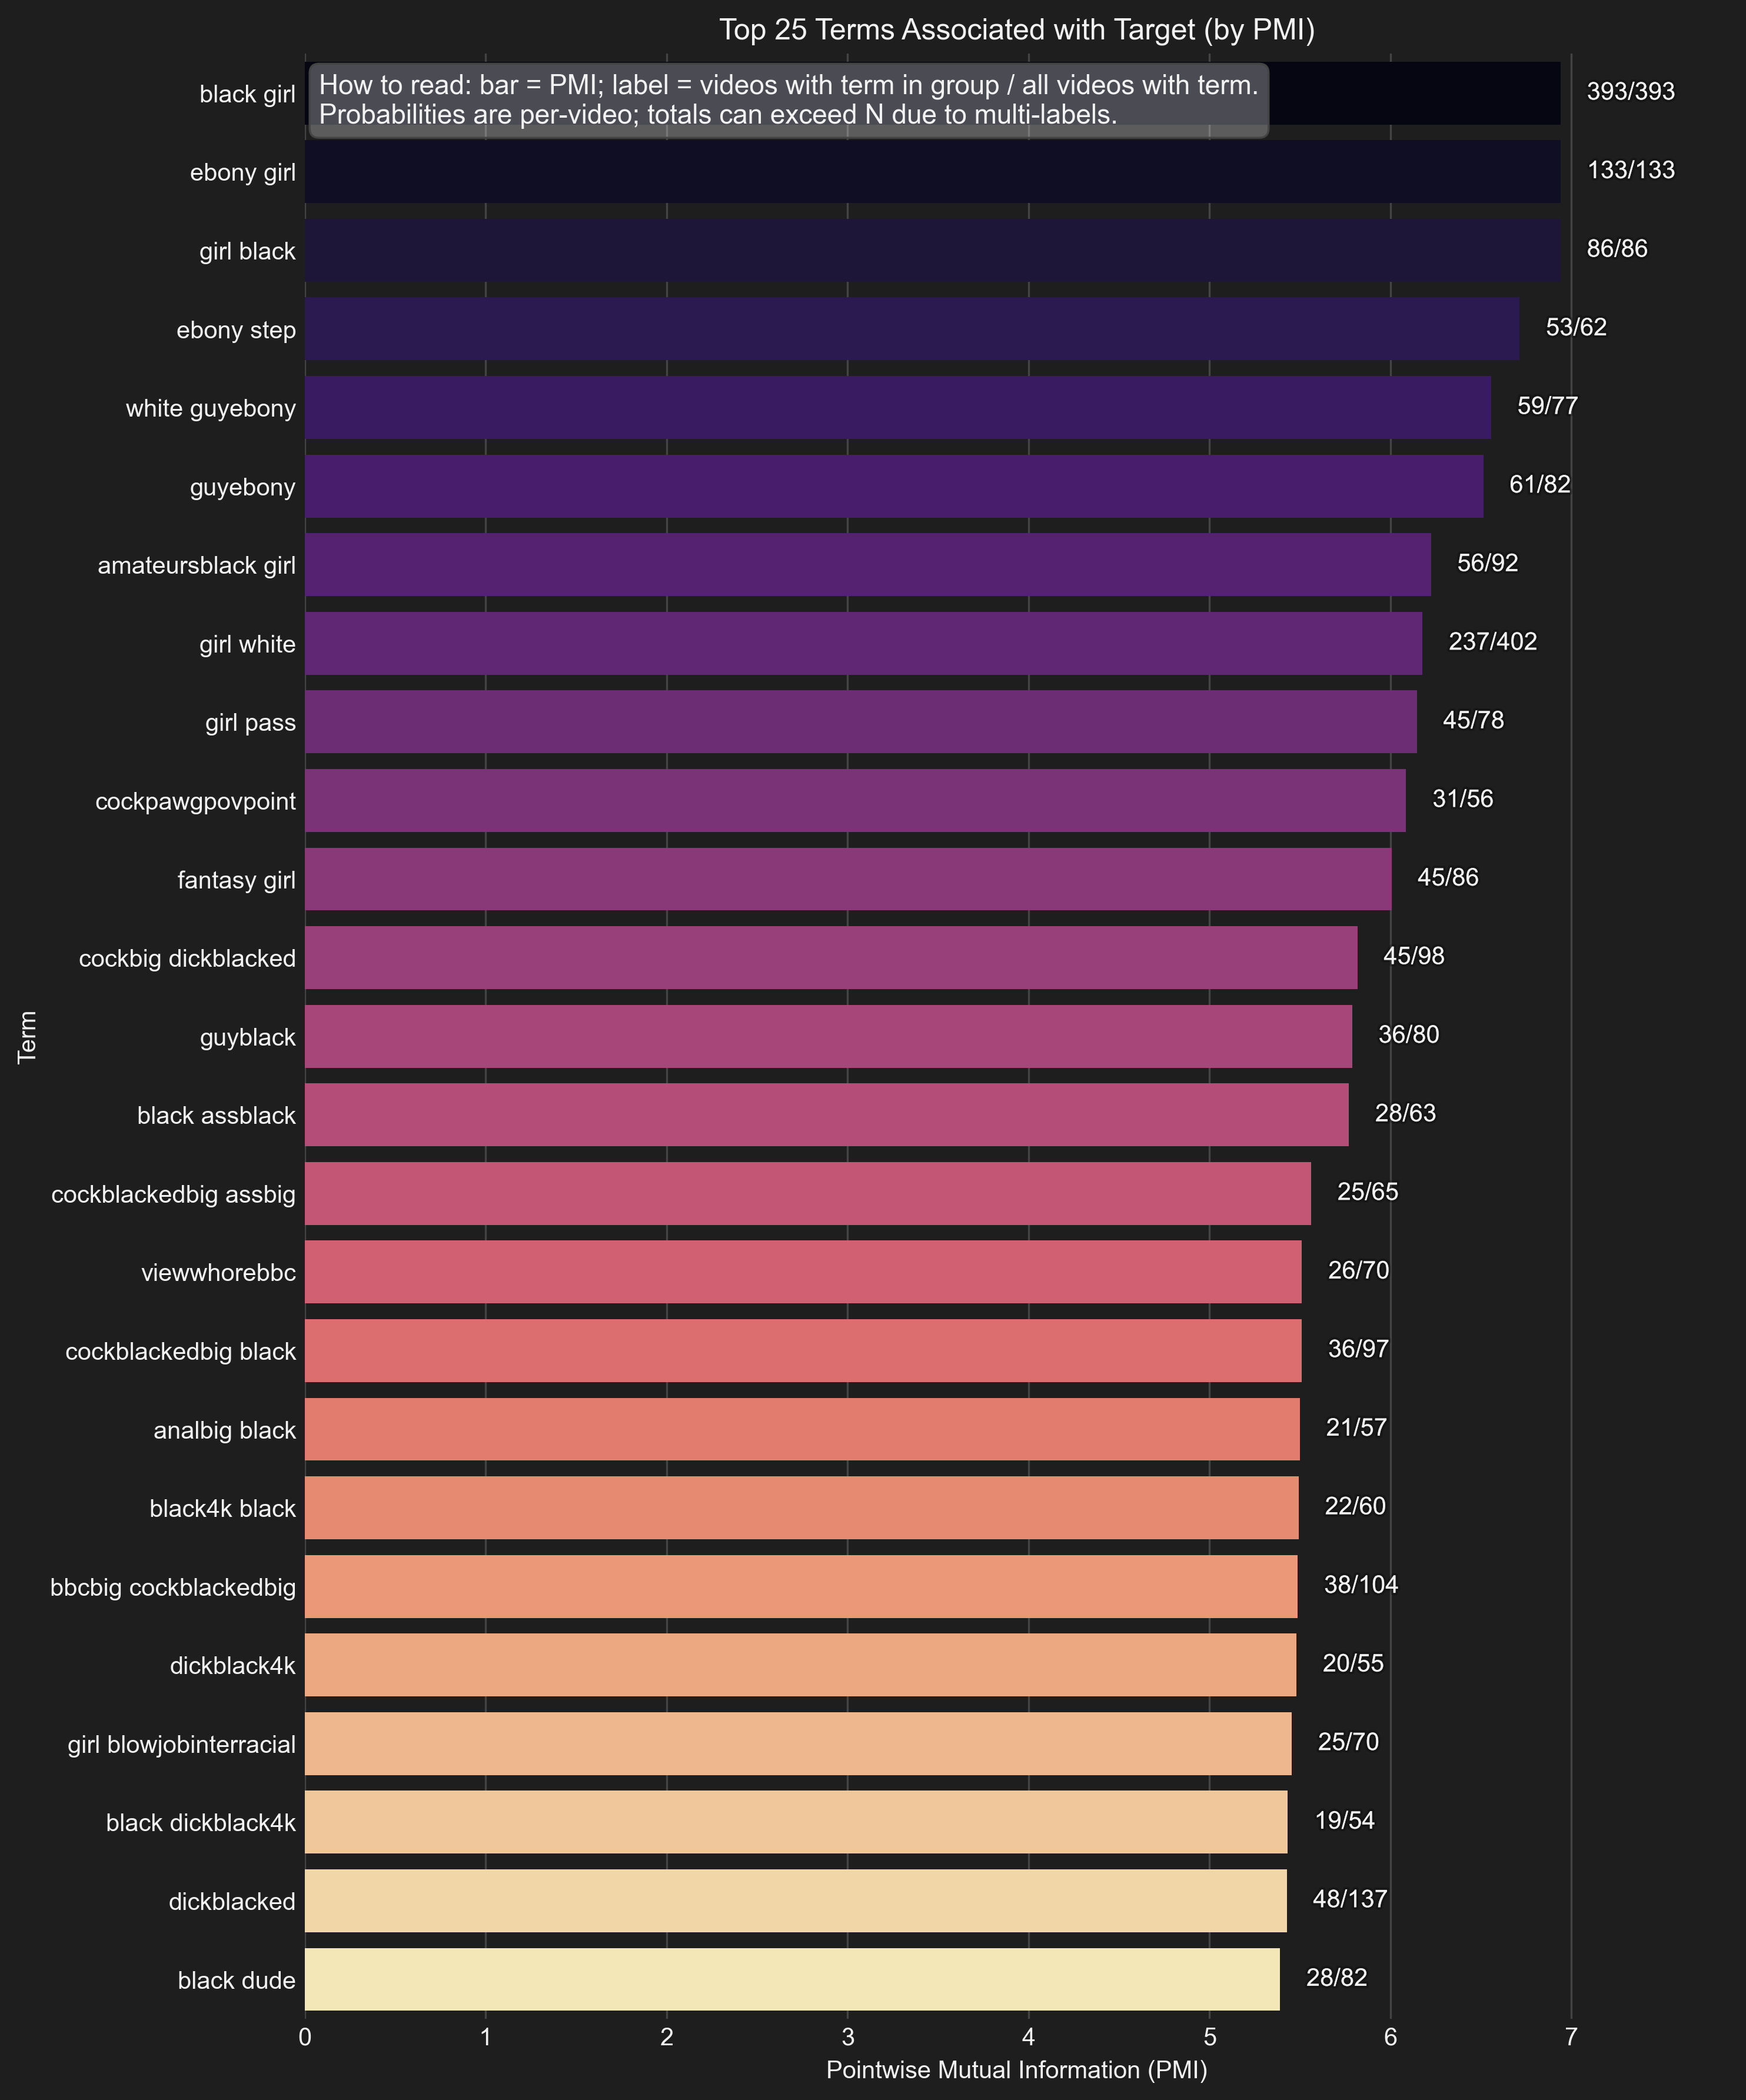 Top 25 Terms Associated with Target (by PMI)
How to read: bar = PMI; label = videos with term in group / all videos with term.
Probabilities are per-video; totals can exceed N due to multi-labels.
black girl 393/393
ebony girl 133/133
girl black 86/86
ebony step 53/62
white guyebony 59/77
guyebony 61/82
amateursblack girl 56/92
girl white 237/402
girl pass 45/78
cockpawgpovpoint 31/56
fantasy girl 45/86
cockbig dickblacked 45/98
guyblack 36/80
black assblack 28/63
cockblackedbig assbig 25/65
viewwhorebbc 26/70
cockblackedbig black 36/97
analbig black 21/57
black4k black 22/60
bbcbig cockblackedbig 38/104
dickblack4k 20/55
girl blowjobinterracial 25/70
black dickblack4k 19/54
dickblacked 48/137
black dude 28/82
Term
0 1 2 3 4 5 6 7
Pointwise Mutual Information (PMI)